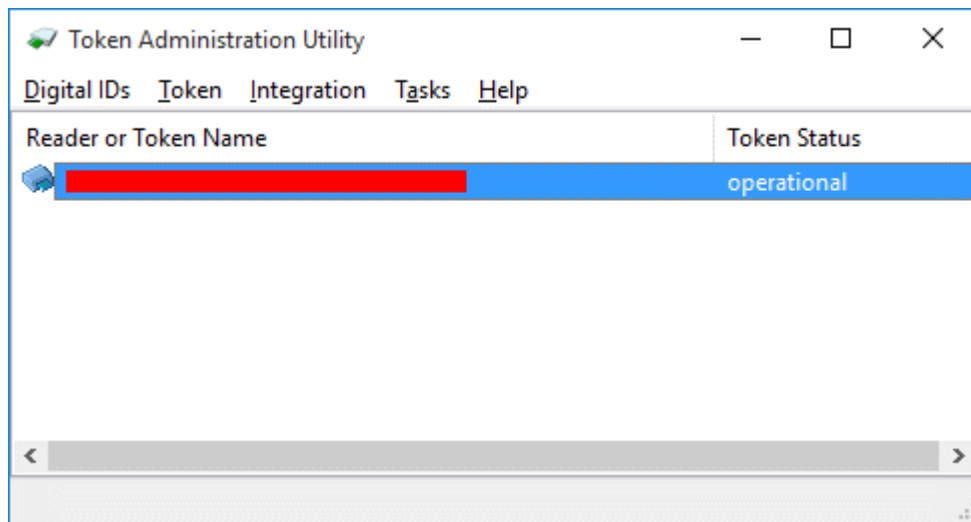 Token Administration Utility
Digital IDs Token Integration Tasks Help
Reader or Token Name Token Status
operational